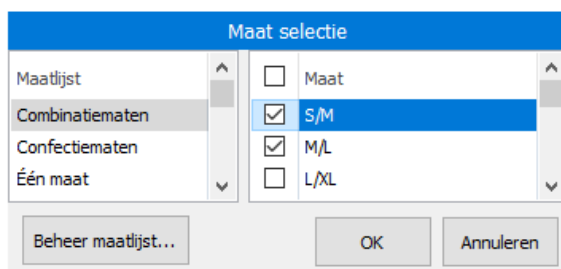 Maat selectie
Maatlijst
Combinatiematen
Confectiematen
Één maat
Maat
S/M
M/L
L/XL
Beheer maatlijst...
OK
Annuleren